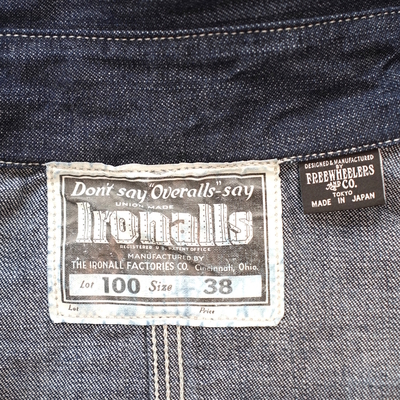 Don't say "Overalls"-say
UNION MADE
Ironalls
REGISTERED U.S. PATENT OFFICE
MANUFACTURED BY
THE IRONALL FACTORIES CO. Cincinnati, Ohio.
Lot 100 Size 38
Lot Price
DESIGNED & MANUFACTURED
BY
FREEWHEELERS
& CO.
TOKYO
MADE IN JAPAN